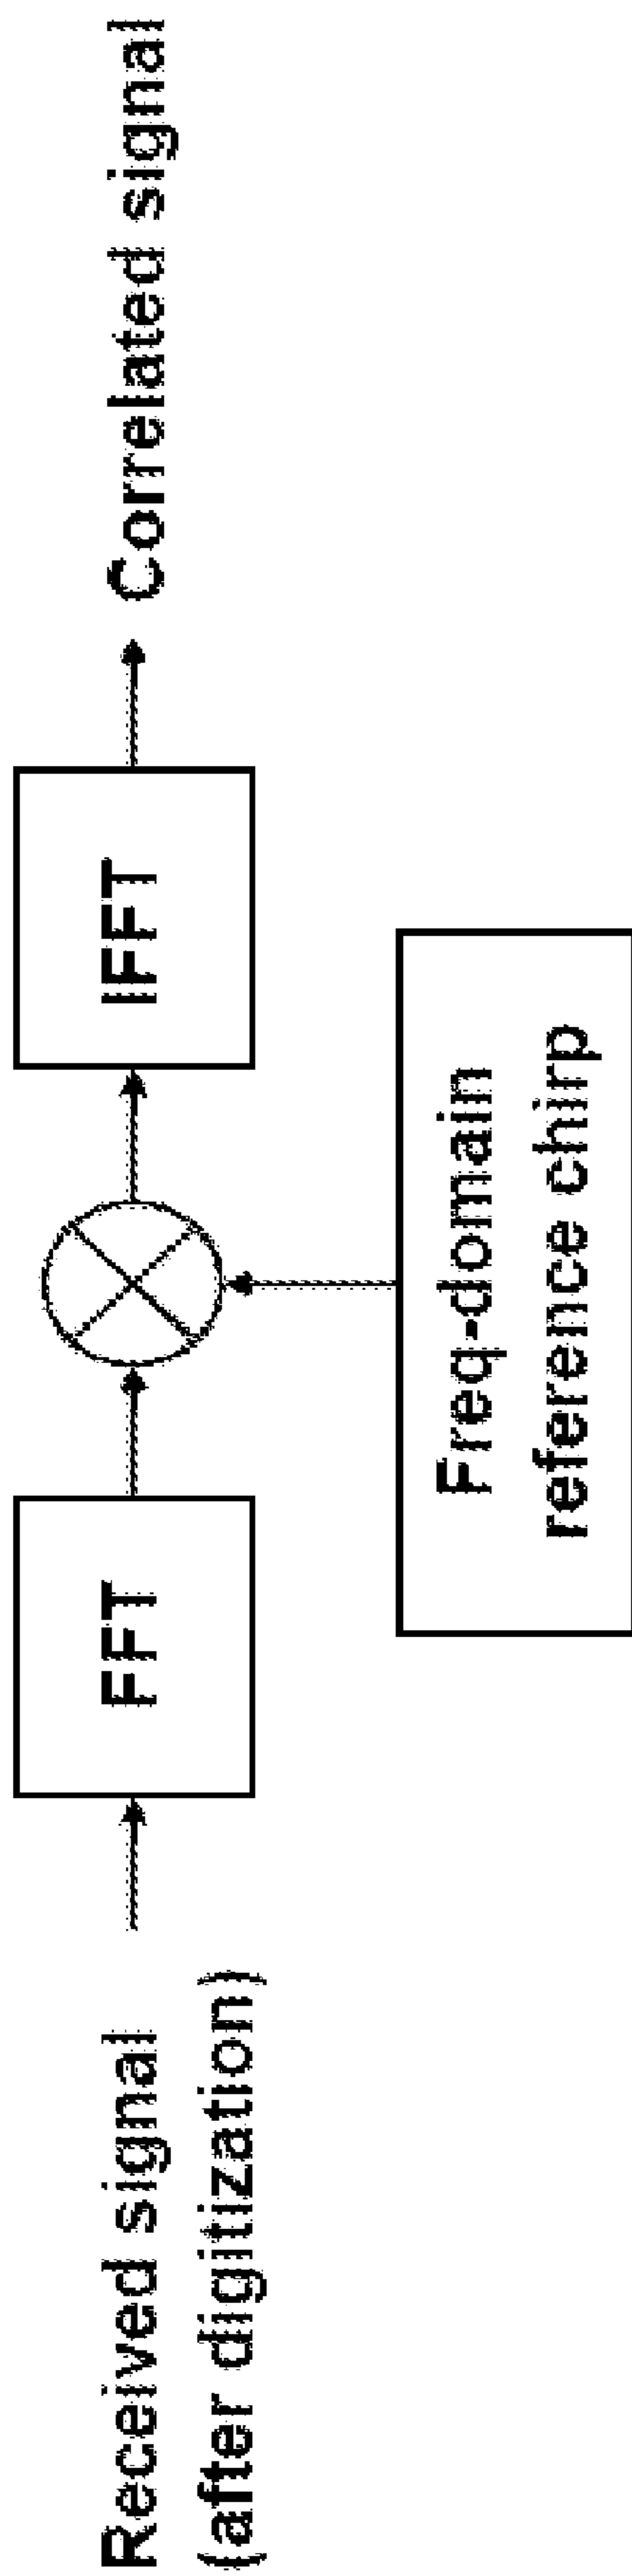 Received signal
(after digitization)
FFT
IFFT
Correlated signal
Freq-domain
reference chirp